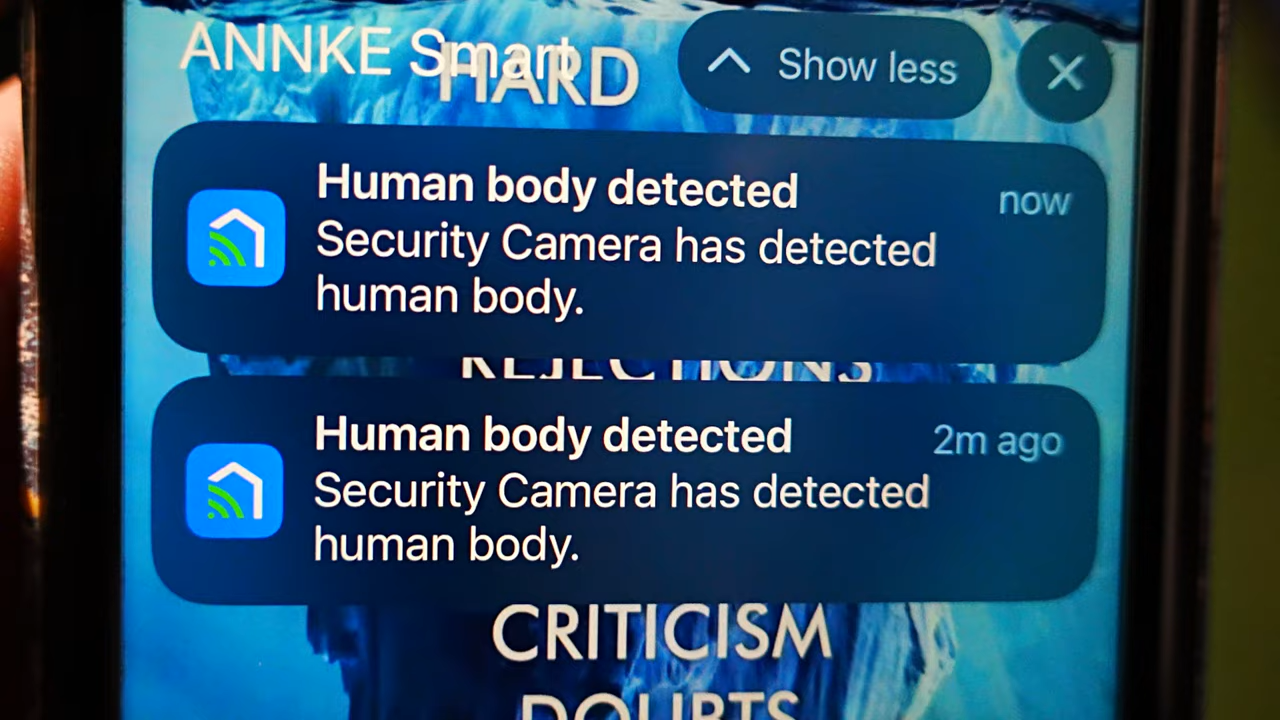 ANNKE Smart
HARD
Show less
Human body detected
now
Security Camera has detected
human body.
REJECTIONS
Human body detected
2m ago
Security Camera has detected
human body.
CRITICISM
DOUBTS